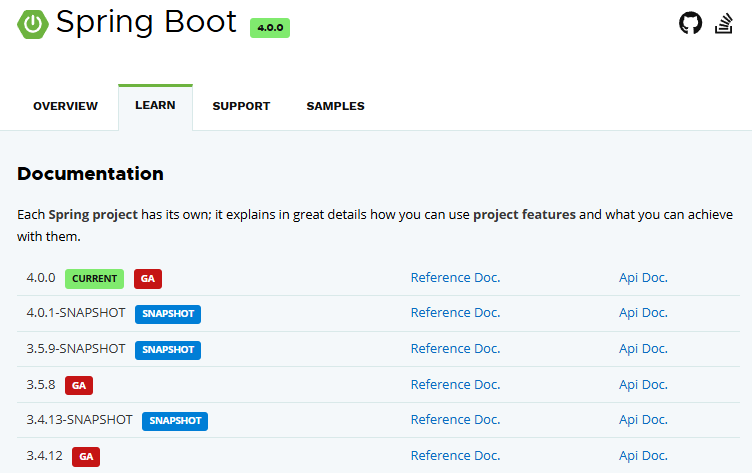 Spring Boot 4.0.0
OVERVIEW LEARN SUPPORT SAMPLES
Documentation
Each Spring project has its own; it explains in great details how you can use project features and what you can achieve
with them.
4.0.0 CURRENT GA Reference Doc. Api Doc.
4.0.1-SNAPSHOT SNAPSHOT Reference Doc. Api Doc.
3.5.9-SNAPSHOT SNAPSHOT Reference Doc. Api Doc.
3.5.8 GA Reference Doc. Api Doc.
3.4.13-SNAPSHOT SNAPSHOT Reference Doc. Api Doc.
3.4.12 GA Reference Doc. Api Doc.